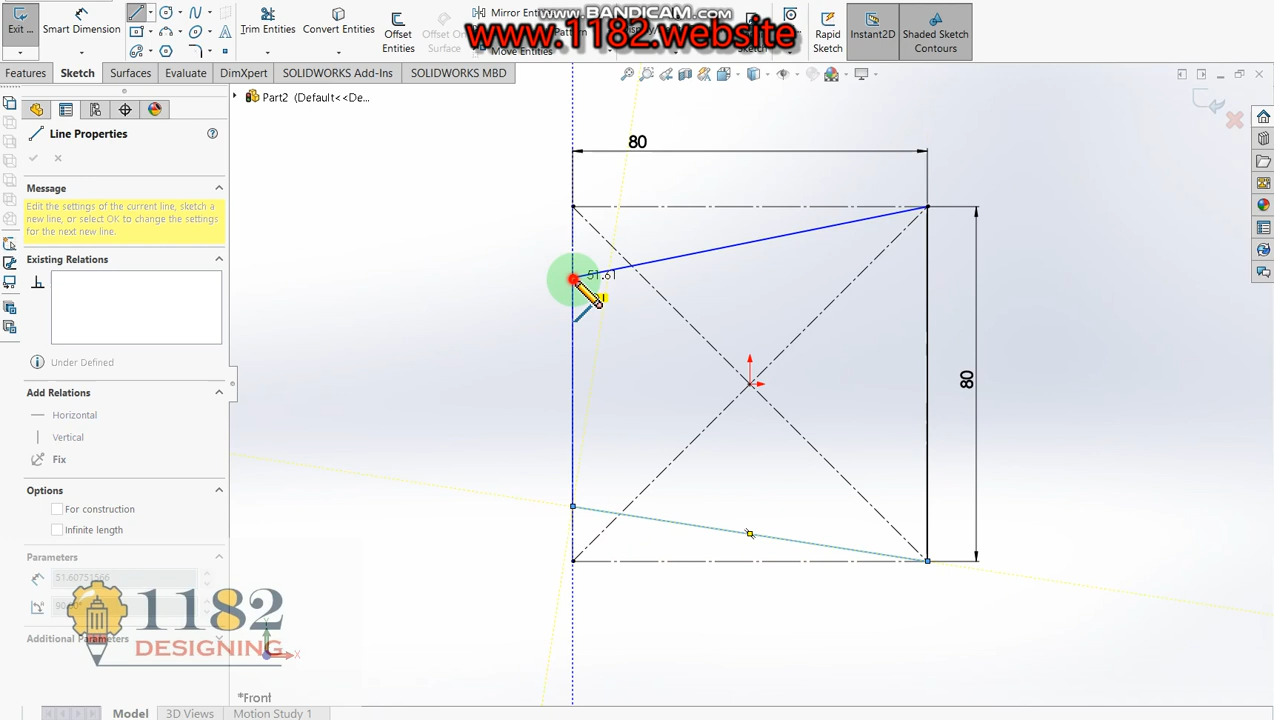 www.BANDICAM.com
www.1182.website
Exit ...
Smart Dimension
Trim Entities
Convert Entities
Offset Entities
Offset On Surface
Mirror Entities
Move Entities
Rapid Sketch
Instant2D
Shaded Sketch Contours
Features
Sketch
Surfaces
Evaluate
DimXpert
SOLIDWORKS Add-Ins
SOLIDWORKS MBD
Part2 (Default<<De...
Line Properties
Message
Edit the settings of the current line, sketch a
new line, or select OK to change the settings
for the next new line.
Existing Relations
Under Defined
Add Relations
Horizontal
Vertical
Fix
Options
For construction
Infinite length
Parameters
51.60751566
Additional Parameters
80
51.61
80
1182
DESIGNING
X
*Front
Model
3D Views
Motion Study 1